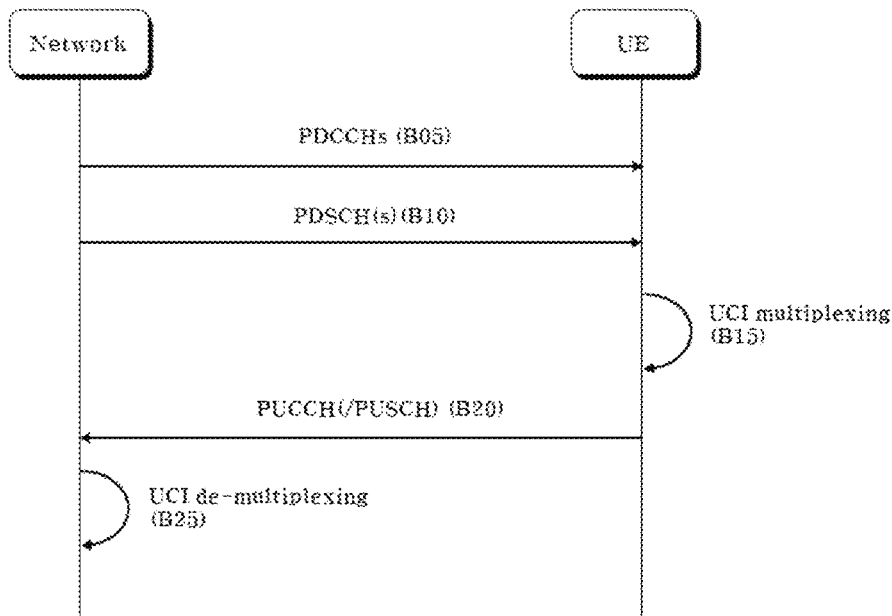 Network
UE
PDCCHs (B05)
PDSCH(s) (B10)
UCI multiplexing
(B15)
PUCCH(/PUSCH) (B20)
UCI de-multiplexing
(B25)